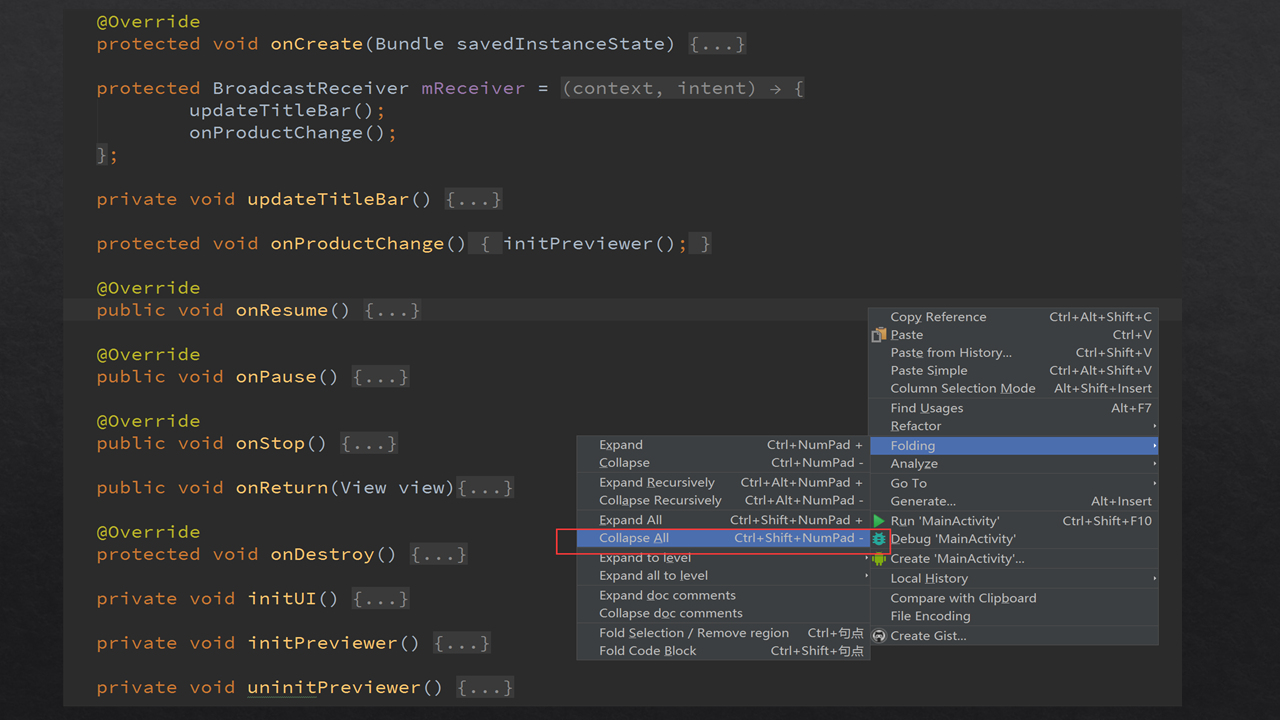 @Override
protected void onCreate(Bundle savedInstanceState) {...}
protected BroadcastReceiver mReceiver = (context, intent) → {
updateTitleBar();
onProductChange();
};
private void updateTitleBar() {...}
protected void onProductChange() { initPreviewer(); }
@Override
public void onResume() {...}
@Override
public void onPause() {...}
@Override
public void onStop() {...}
public void onReturn(View view){...}
@Override
protected void onDestroy() {...}
private void initUI() {...}
private void initPreviewer() {...}
private void uninitPreviewer() {...}
Expand Ctrl+NumPad +
Collapse Ctrl+NumPad -
Expand Recursively Ctrl+Alt+NumPad +
Collapse Recursively Ctrl+Alt+NumPad -
Expand All Ctrl+Shift+NumPad +
Collapse All Ctrl+Shift+NumPad -
Expand to level
Expand all to level
Expand doc comments
Collapse doc comments
Fold Selection / Remove region Ctrl+句点
Fold Code Block Ctrl+Shift+句点
Copy Reference Ctrl+Alt+Shift+C
Paste Ctrl+V
Paste from History... Ctrl+Shift+V
Paste Simple Ctrl+Alt+Shift+V
Column Selection Mode Alt+Shift+Insert
Find Usages Alt+F7
Refactor
Folding
Analyze
Go To
Generate... Alt+Insert
Run 'MainActivity' Ctrl+Shift+F10
Debug 'MainActivity'
Create 'MainActivity'...
Local History
Compare with Clipboard
File Encoding
Create Gist...